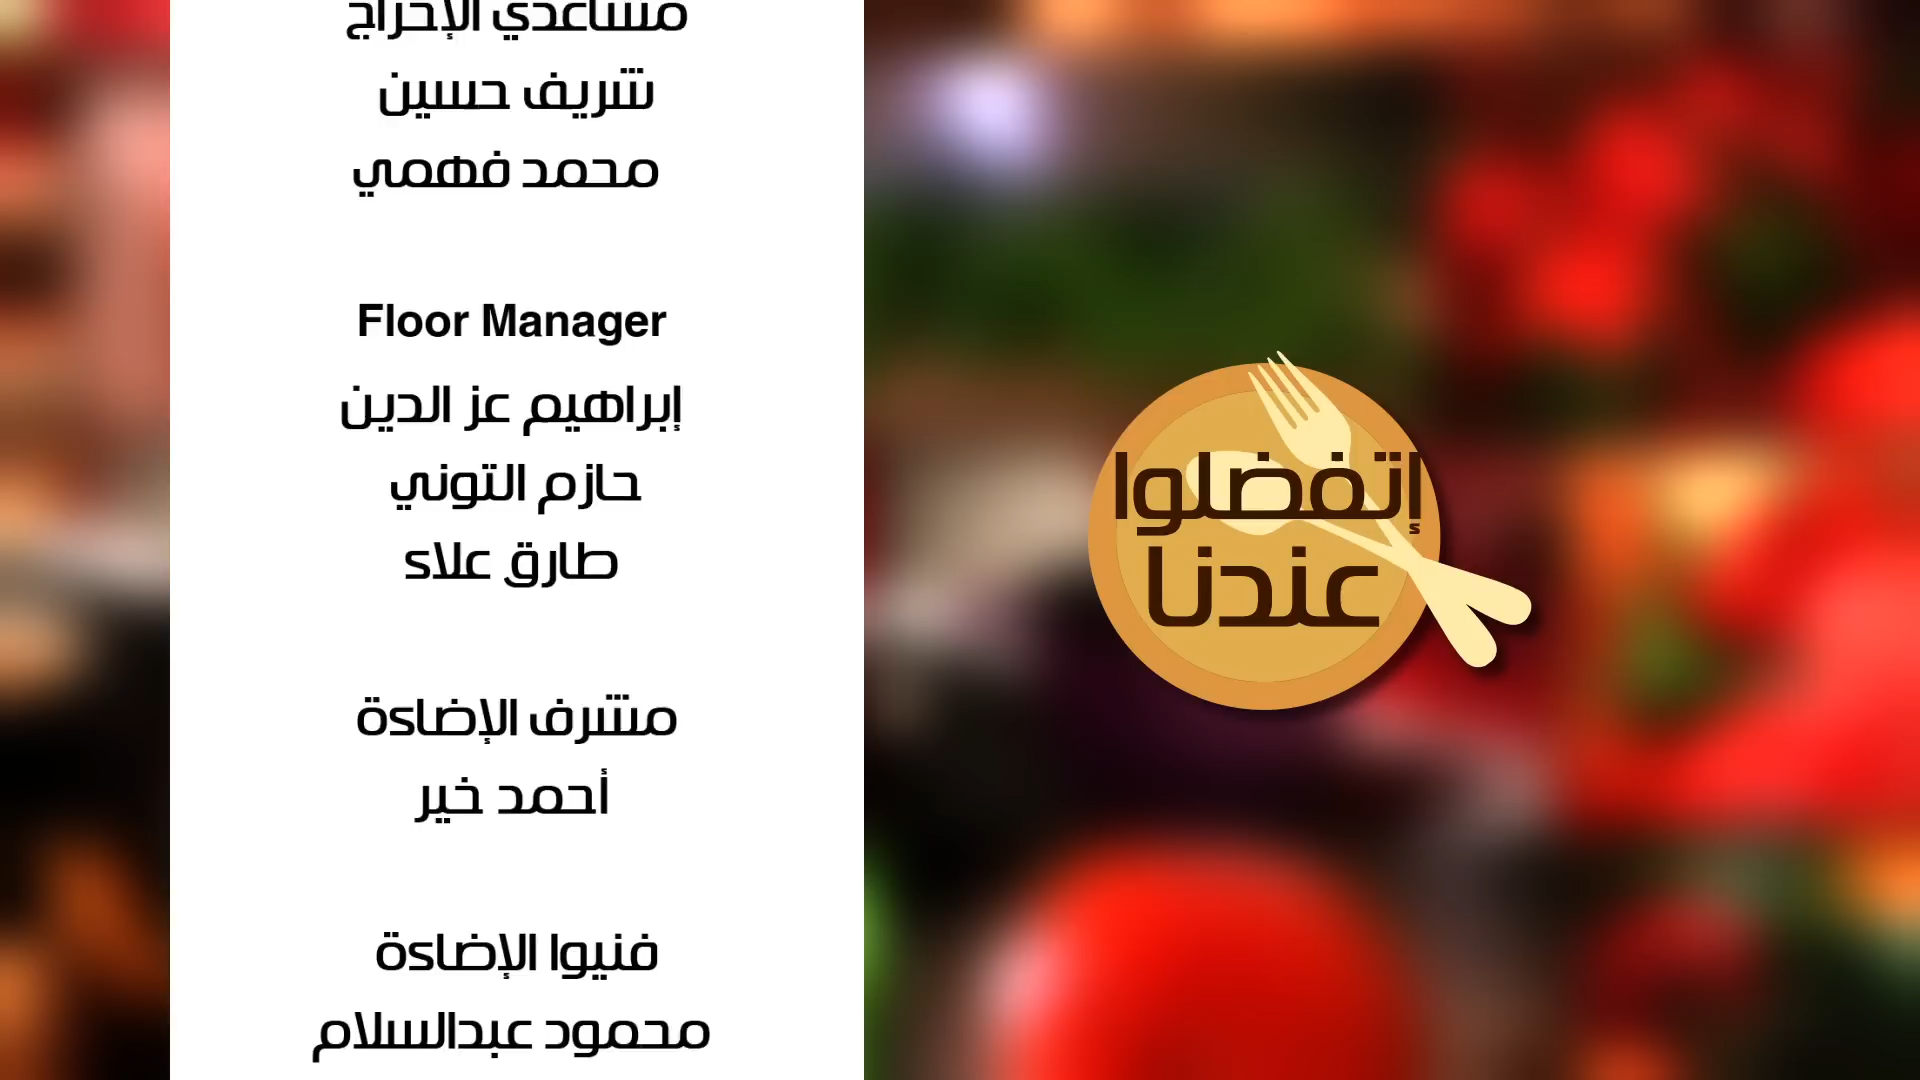 مساعدي الإخراج
شريف حسين
محمد فهمي
Floor Manager
إبراهيم عز الدين
حازم التوني
طارق علاء
مشرف الإضاءة
أحمد خير
فنيوا الإضاءة
محمود عبدالسلام
إتفضلوا
عندنا